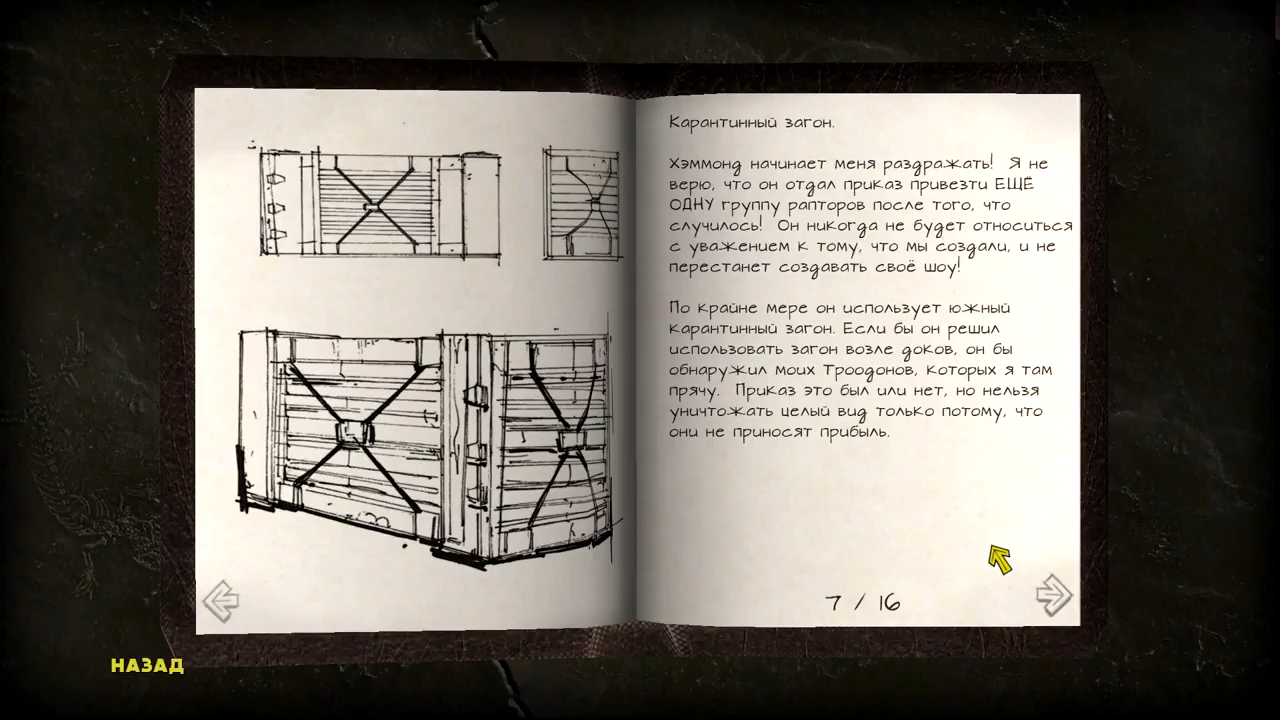 Карантинный загон.
Хэммонд начинает меня раздражать! Я не
верю, что он отдал приказ привезти ЕЩЁ
ОДНУ группу рапторов после того, что
случилось! Он никогда не будет относиться
с уважением к тому, что мы создали, и не
перестанет создавать своё шоу!
По крайне мере он использует южный
карантинный загон. Если бы он решил
использовать загон возле доков, он бы
обнаружил моих Троодонов, которых я там
прячу. Приказ это был или нет, но нельзя
уничтожать целый вид только потому, что
они не приносят прибыль.
7 / 16
НАЗАД